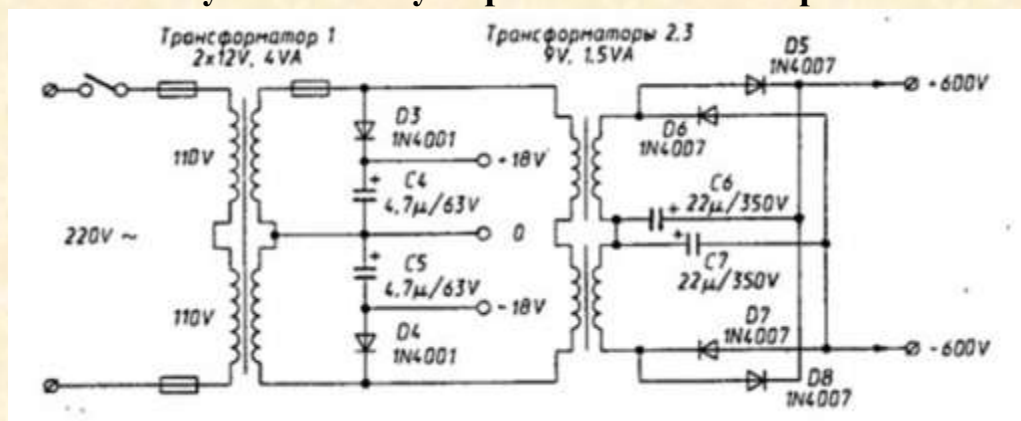 Трансформатор 1
2x12V, 4VA
Трансформаторы 2,3
9V, 1.5VA
D5
1N4007
+600V
D3
1N4001
D6
1N4007
110V
+18V
+
C4
4,7µ/63V
C6
+ 22µ/350V
220V ~
0
+
C5
4,7µ/63V
+
C7
22µ/350V
110V
-18V
D7
1N4007
D4
1N4001
-600V
D8
1N4007